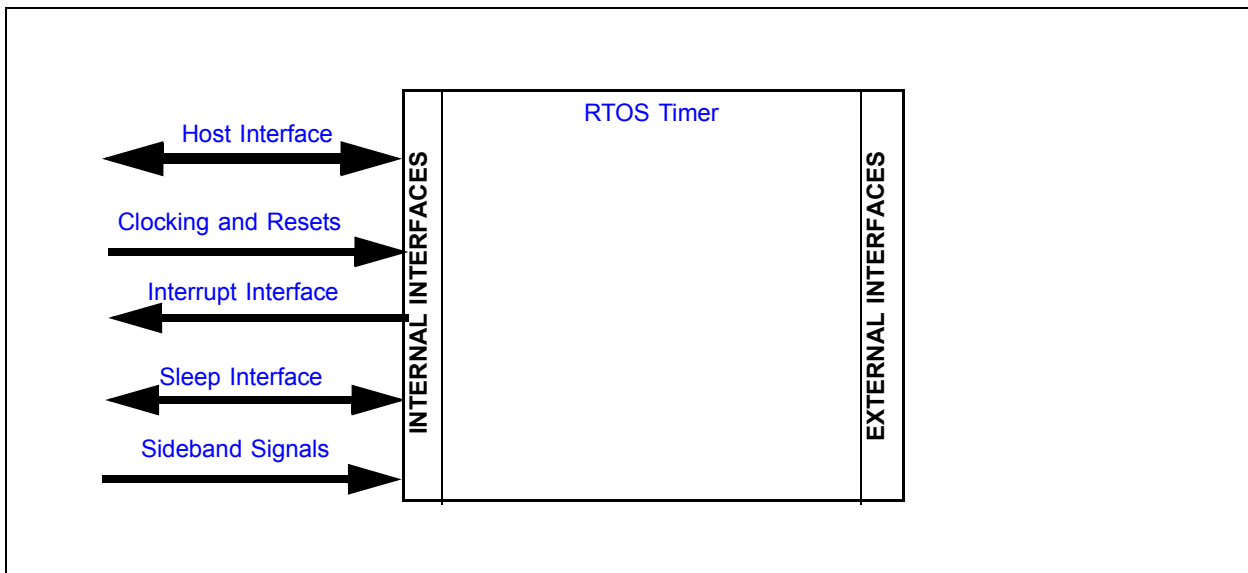 RTOS Timer
Host Interface
Clocking and Resets
Interrupt Interface
Sleep Interface
Sideband Signals
INTERNAL INTERFACES
EXTERNAL INTERFACES